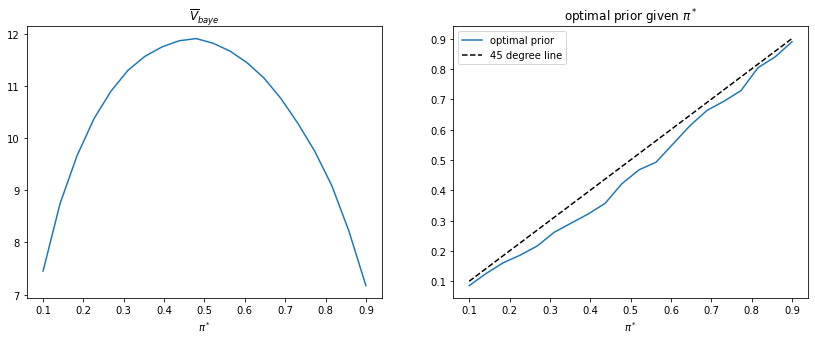 V̅_baye
12
11
10
9
8
7
0.1 0.2 0.3 0.4 0.5 0.6 0.7 0.8 0.9
π*
optimal prior given π*
optimal prior
45 degree line
0.9
0.8
0.7
0.6
0.5
0.4
0.3
0.2
0.1
0.1 0.2 0.3 0.4 0.5 0.6 0.7 0.8 0.9
π*